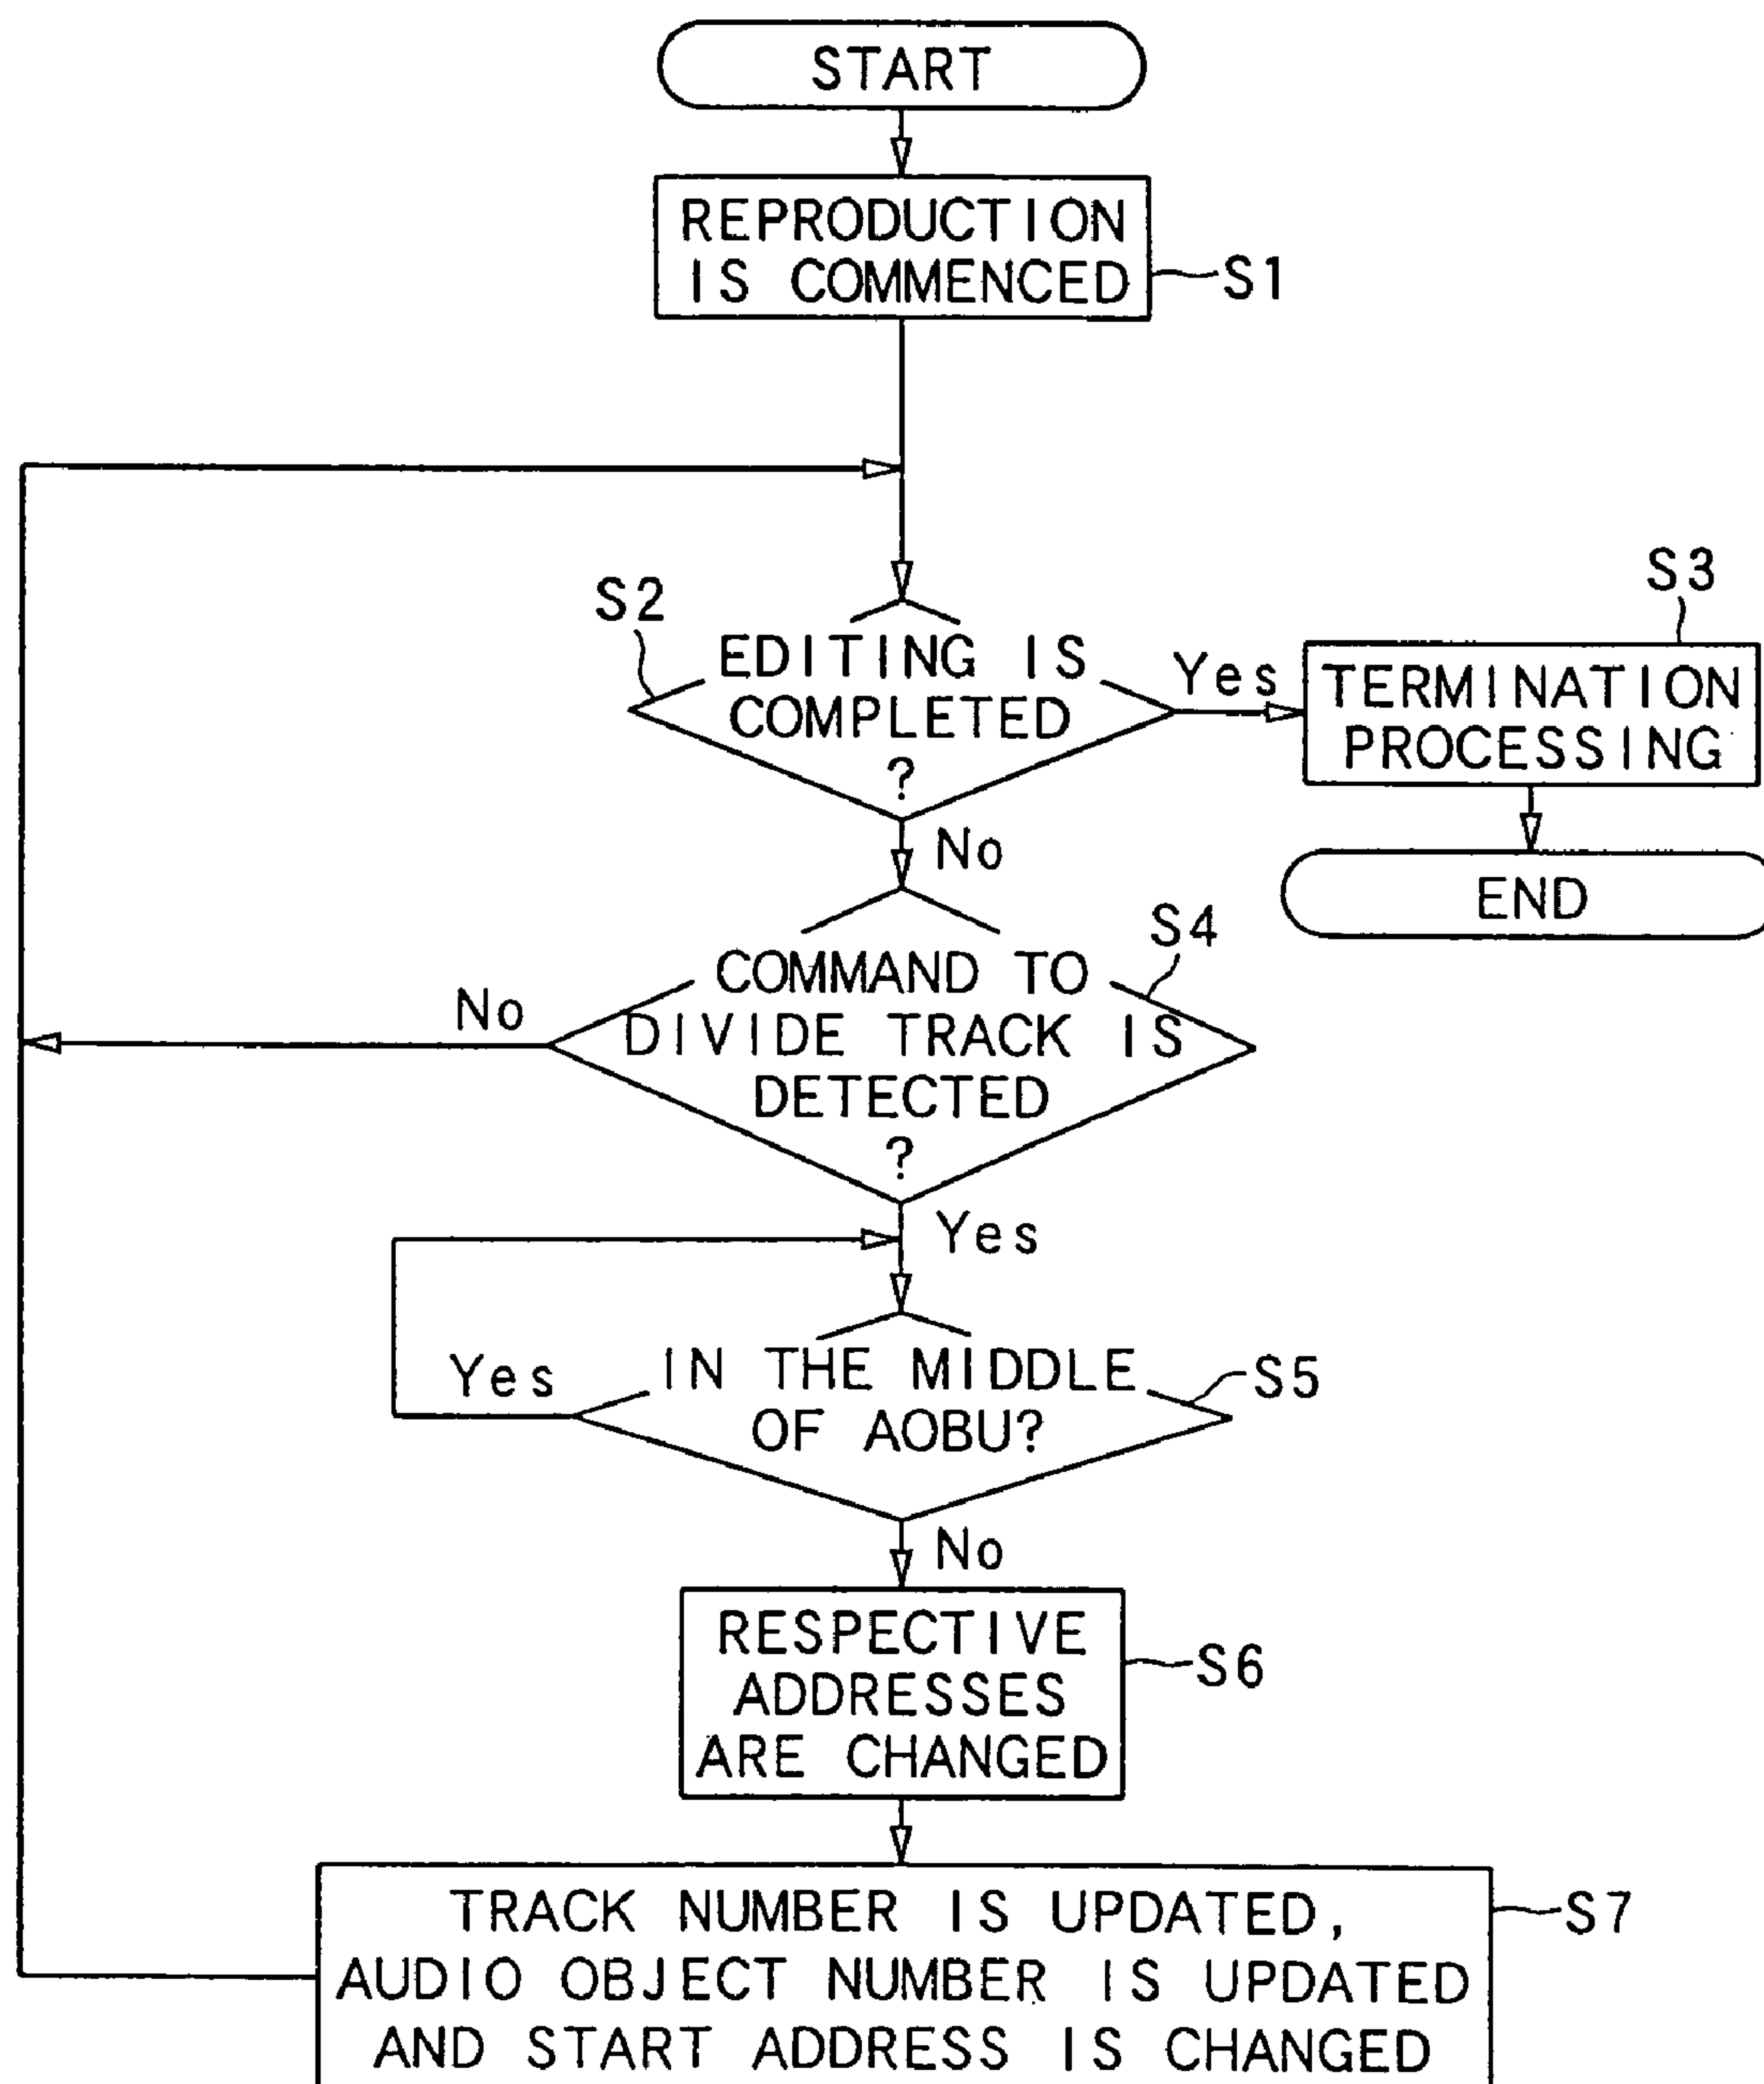 START
REPRODUCTION
IS COMMENCED
S1
S2
EDITING IS
COMPLETED
?
Yes
S3
TERMINATION
PROCESSING
No
END
S4
COMMAND TO
DIVIDE TRACK IS
DETECTED
?
No
Yes
IN THE MIDDLE
OF AOBU?
Yes
S5
No
RESPECTIVE
ADDRESSES
ARE CHANGED
S6
TRACK NUMBER IS UPDATED,
AUDIO OBJECT NUMBER IS UPDATED
AND START ADDRESS IS CHANGED
S7